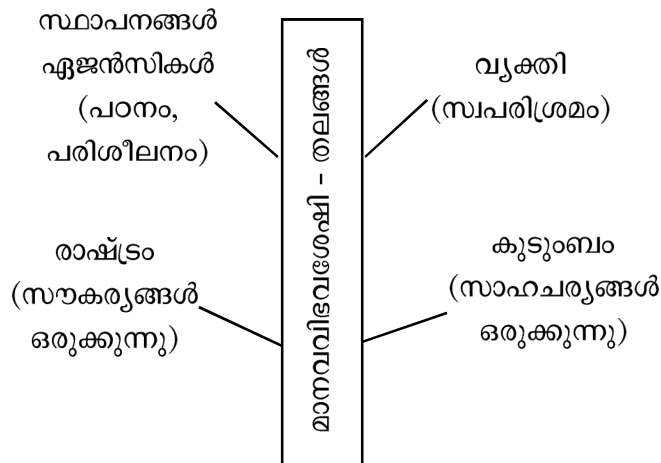 സ്ഥാപനങ്ങൾ
ഏജൻസികൾ
(പഠനം,
പരിശീലനം)
വ്യക്തി
(സ്വപരിശ്രമം)
മാനവവിഭവശേഷി - തലങ്ങൾ
രാഷ്ട്രം
(സൗകര്യങ്ങൾ
ഒരുക്കുന്നു)
കുടുംബം
(സാഹചര്യങ്ങൾ
ഒരുക്കുന്നു)